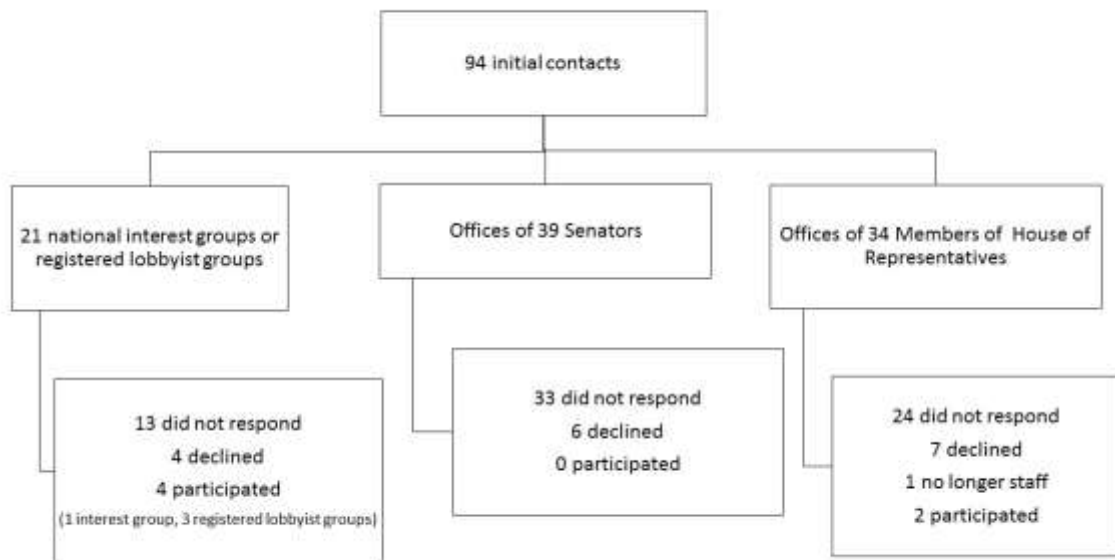 94 initial contacts
21 national interest groups or
registered lobbyist groups
Offices of 39 Senators
Offices of 34 Members of House of
Representatives
13 did not respond
4 declined
4 participated
(1 interest group, 3 registered lobbyist groups)
33 did not respond
6 declined
0 participated
24 did not respond
7 declined
1 no longer staff
2 participated